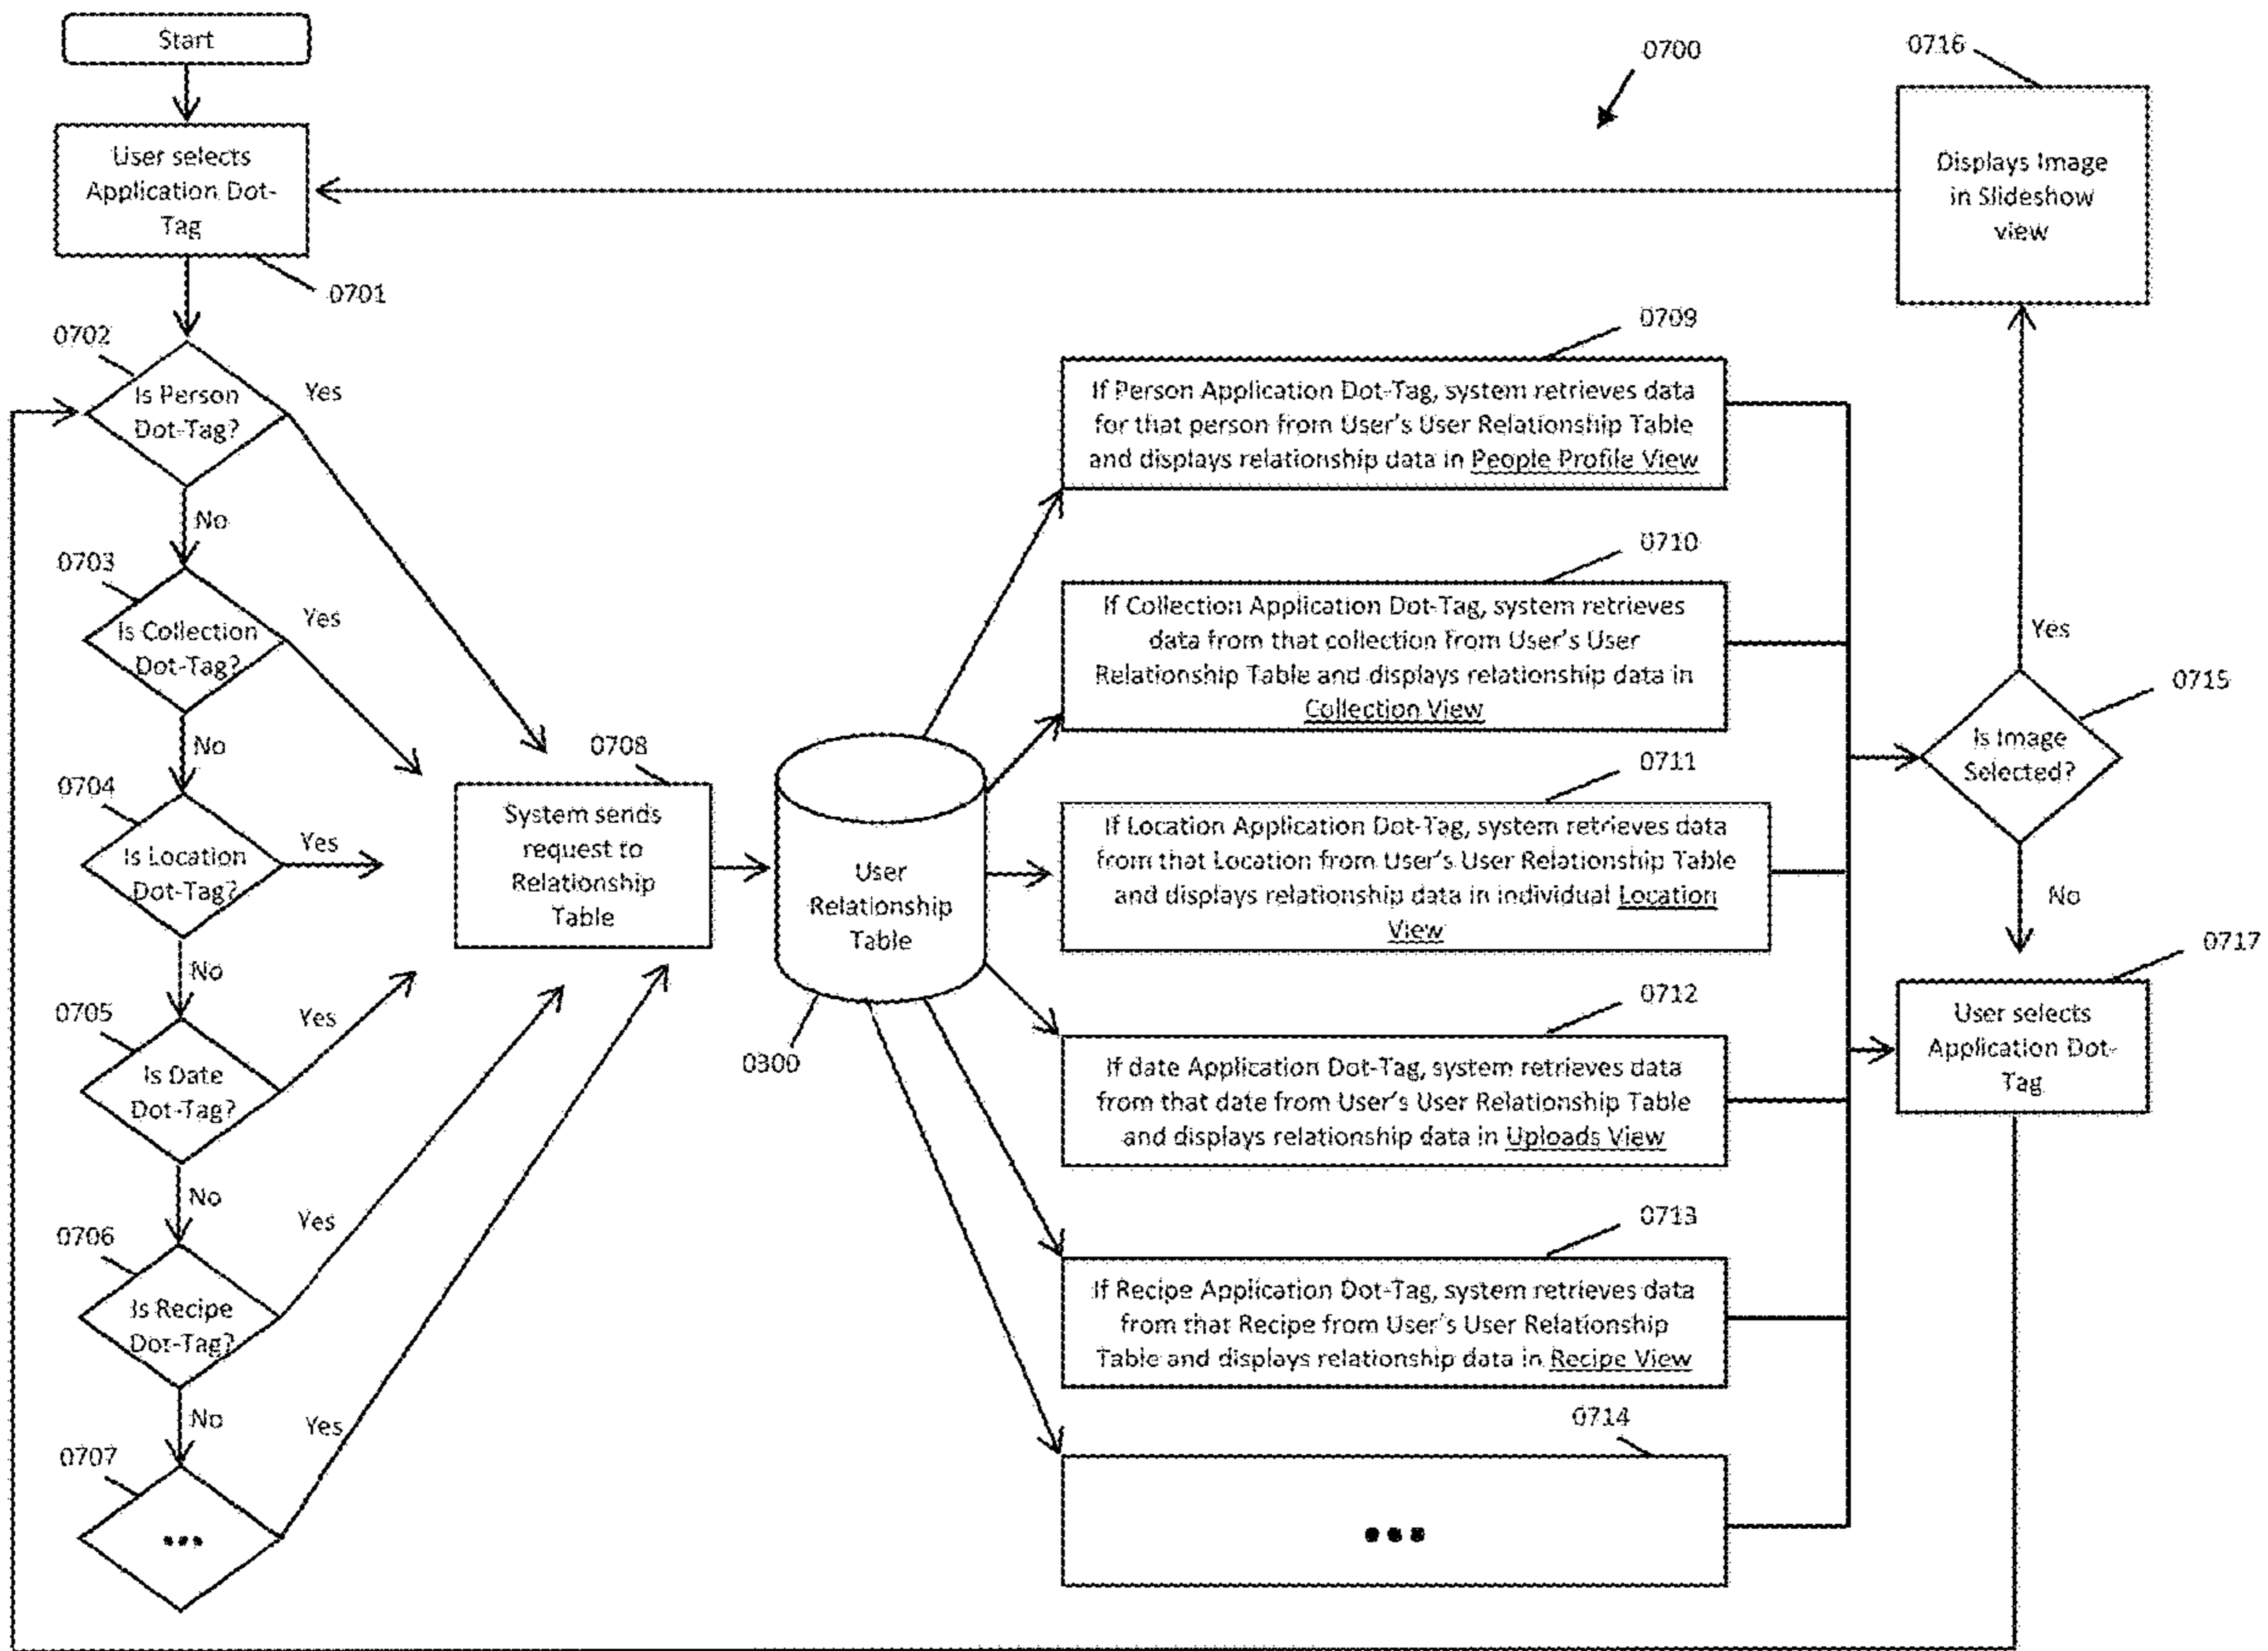 Start
0700
0716
User selects
Application Dot-
Tag
0701
Displays Image
in Slideshow
view
0702
Is Person
Dot-Tag?
Yes
No
0703
Is Collection
Dot-Tag?
Yes
No
0704
Is Location
Dot-Tag?
Yes
No
0705
Is Date
Dot-Tag?
Yes
No
0706
Is Recipe
Dot-Tag?
Yes
No
0707
...
Yes
0708
System sends
request to
Relationship
Table
User
Relationship
Table
0300
0709
If Person Application Dot-Tag, system retrieves data
for that person from User's User Relationship Table
and displays relationship data in People Profile View
0710
If Collection Application Dot-Tag, system retrieves
data from that collection from User's User
Relationship Table and displays relationship data in
Collection View
0711
If Location Application Dot-Tag, system retrieves data
from that Location from User's User Relationship Table
and displays relationship data in individual Location
View
0712
If date Application Dot-Tag, system retrieves data
from that date from User's User Relationship Table
and displays relationship data in Uploads View
0713
If Recipe Application Dot-Tag, system retrieves data
from that Recipe from User's User Relationship
Table and displays relationship data in Recipe View
0714
...
Yes
0715
Is Image
Selected?
No
0717
User selects
Application Dot-
Tag